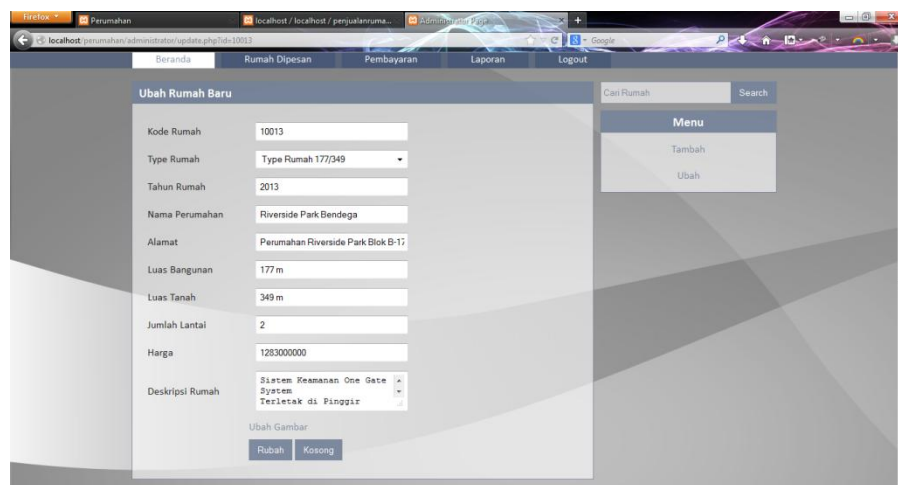 Firefox
Perumahan
localhost / localhost / penjualanruma...
Administrator Page
localhost/perumahan/administrator/update.php?id=10013
Google
Beranda Rumah Dipesan Pembayaran Laporan Logout
Ubah Rumah Baru
Cari Rumah Search
Menu
Tambah
Ubah
Kode Rumah 10013
Type Rumah Type Rumah 177/349
Tahun Rumah 2013
Nama Perumahan Riverside Park Bendega
Alamat Perumahan Riverside Park Blok B-17
Luas Bangunan 177 m
Luas Tanah 349 m
Jumlah Lantai 2
Harga 1283000000
Deskripsi Rumah
Sistem Keamanan One Gate
System
Terletak di Pinggir
Ubah Gambar
Rubah Kosong